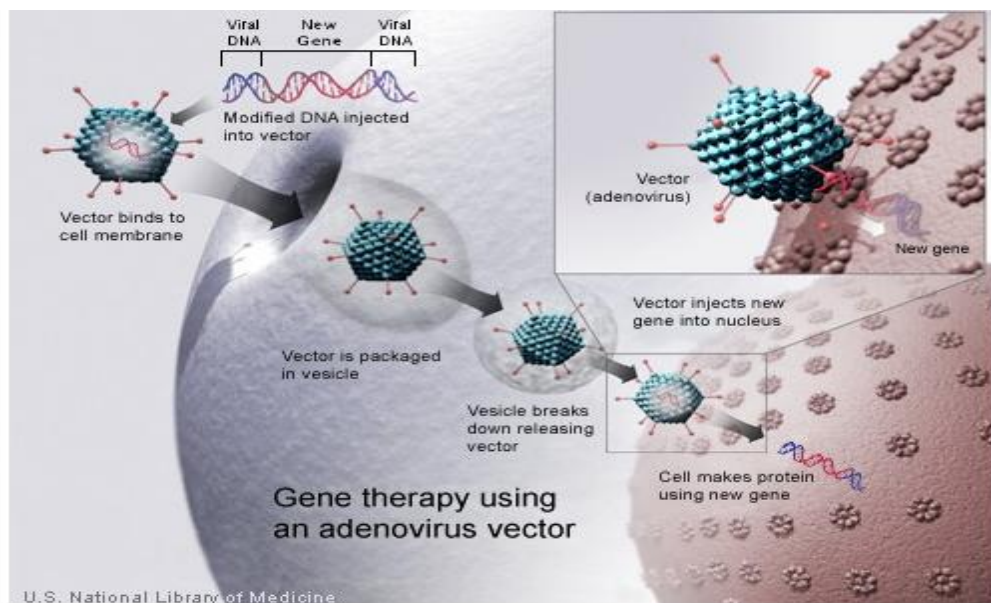 Viral DNA New Gene Viral DNA
Modified DNA injected
into vector
Vector binds to
cell membrane
Vector is packaged
in vesicle
Vesicle breaks
down releasing
vector
Vector injects new
gene into nucleus
Cell makes protein
using new gene
Vector
(adenovirus)
New gene
Gene therapy using
an adenovirus vector
U.S. National Library of Medicine